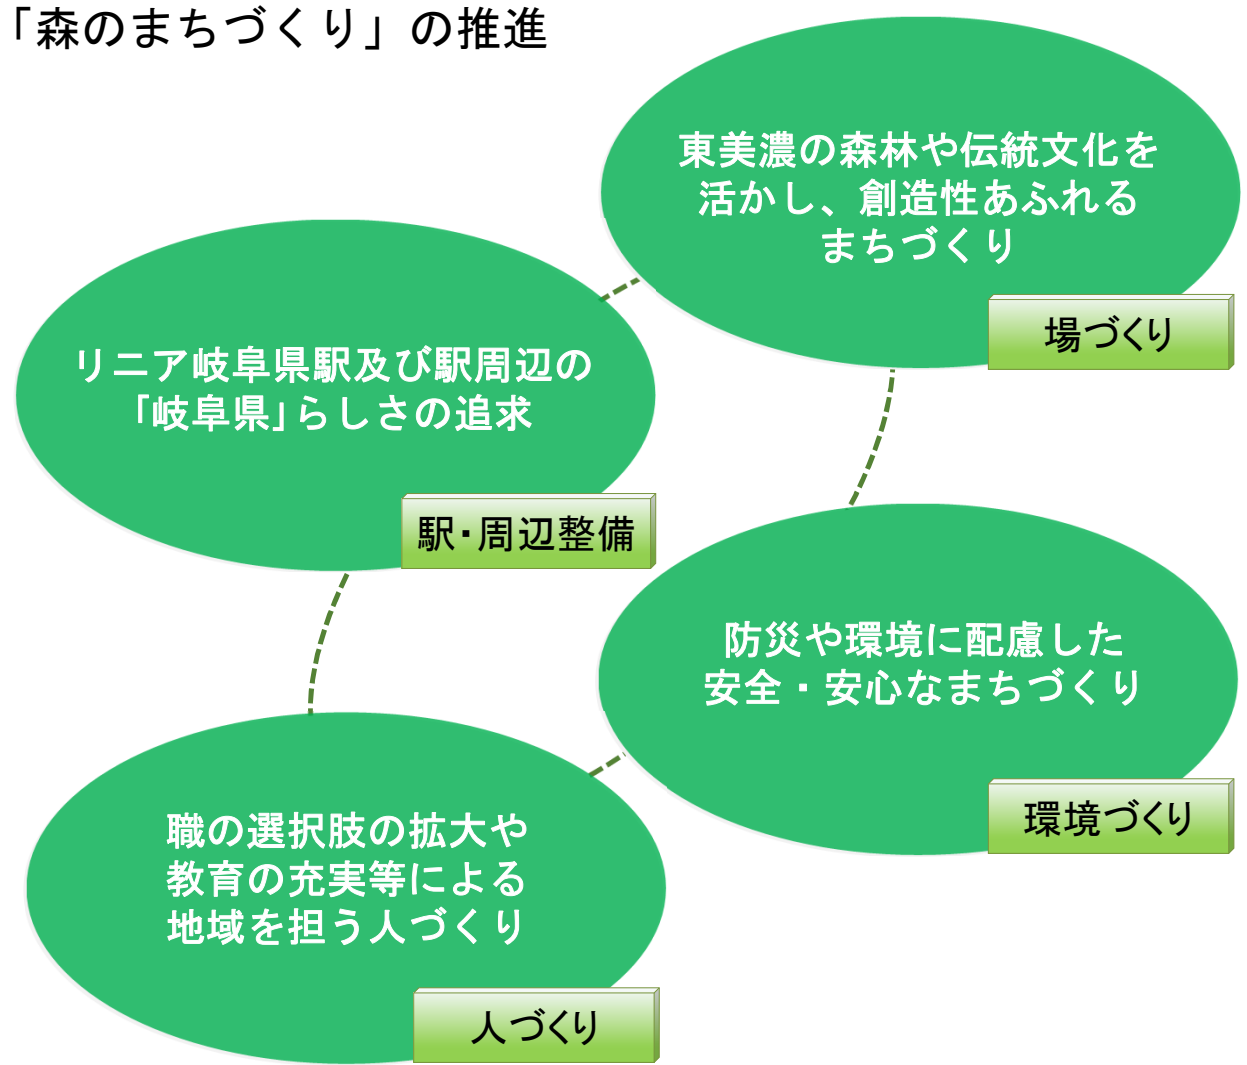 「森のまちづくり」の推進
東美濃の森林や伝統文化を
活かし、創造性あふれる
まちづくり
場づくり
リニア岐阜県駅及び駅周辺の
「岐阜県」らしさの追求
駅・周辺整備
防災や環境に配慮した
安全・安心なまちづくり
環境づくり
職の選択肢の拡大や
教育の充実等による
地域を担う人づくり
人づくり